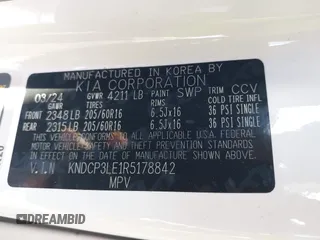 MANUFACTURED IN KOREA BY
KIA CORPORATION
03/24 GVWR 4211 LB PAINT SWP TRIM CCV
GAWR TIRES RIMS COLD TIRE INFL
FRONT 2348LB 205/60R16 6.5Jx16 36 PSI SINGLE
REAR 2315LB 205/60R16 6.5Jx16 36 PSI SINGLE
THIS VEHICLE CONFORMS TO ALL APPLICABLE
FEDERAL MOTOR VEHICLE SAFETY, BUMPER,
AND THEFT PREVENTION STANDARDS IN EFFECT
ON THE DATE OF MANUFACTURE SHOWN ABOVE.
V.I.N KNDCP3LE1R5178842
MPV
© DREAMBID
dreambid.com